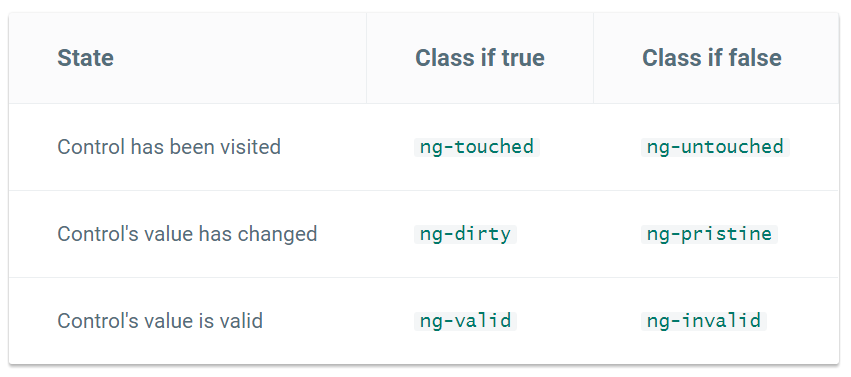 State Class if true Class if false
Control has been visited ng-touched ng-untouched
Control's value has changed ng-dirty ng-pristine
Control's value is valid ng-valid ng-invalid